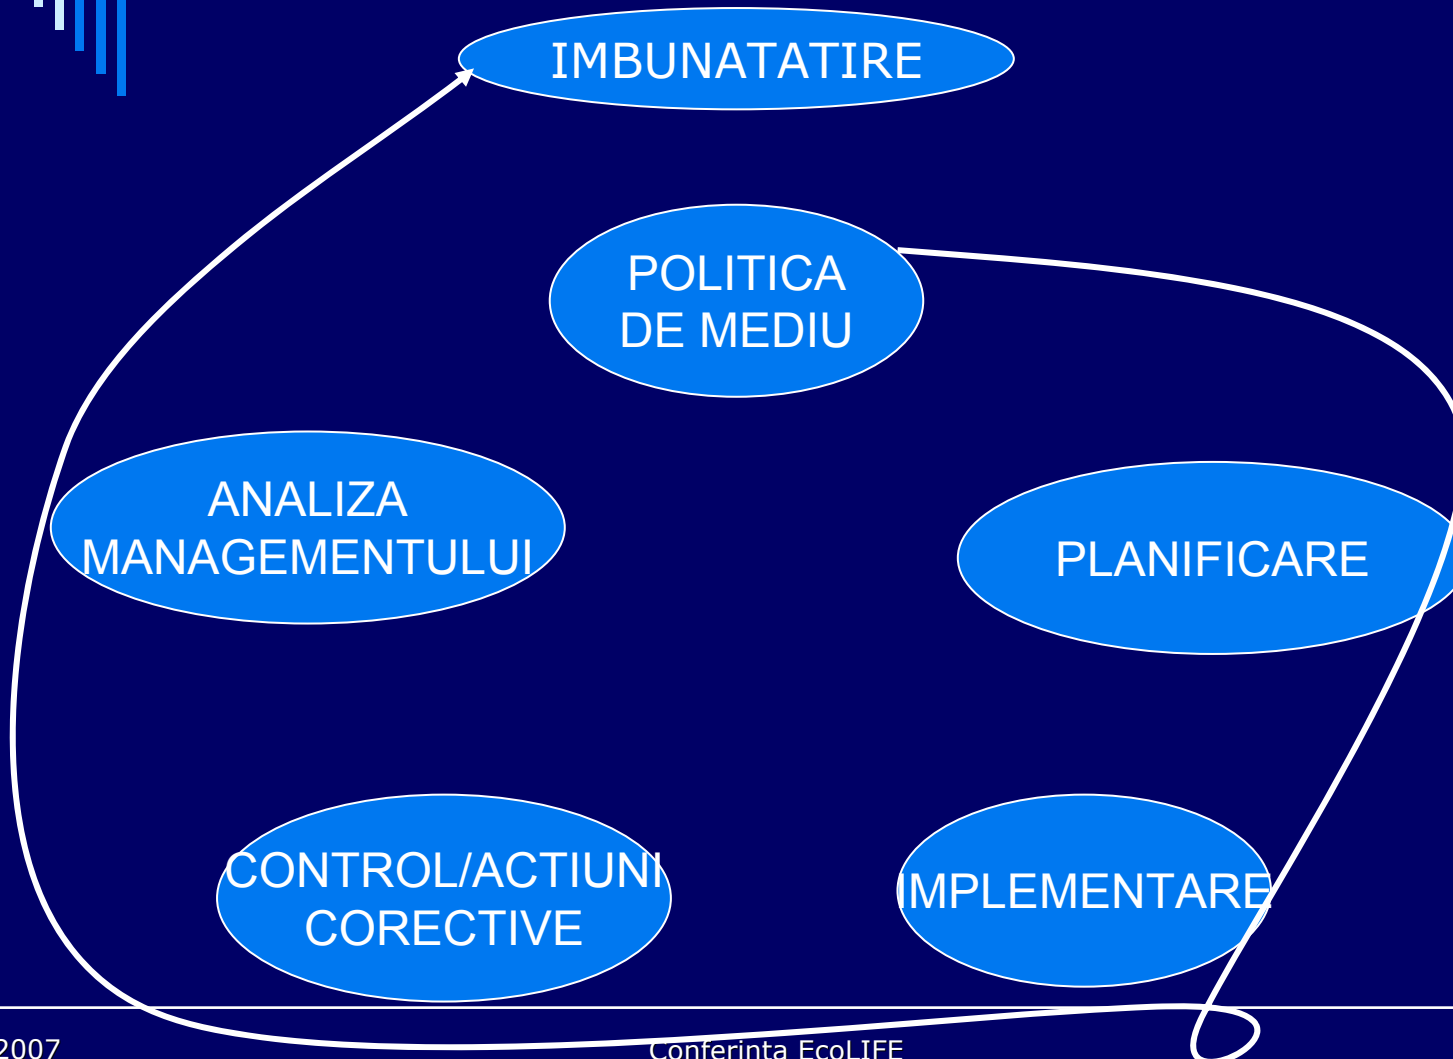 IMBUNATATIRE
POLITICA
DE MEDIU
ANALIZA
MANAGEMENTULUI
PLANIFICARE
CONTROL/ACTIUNI
CORECTIVE
IMPLEMENTARE
2007
Conferinta EcoLIFE